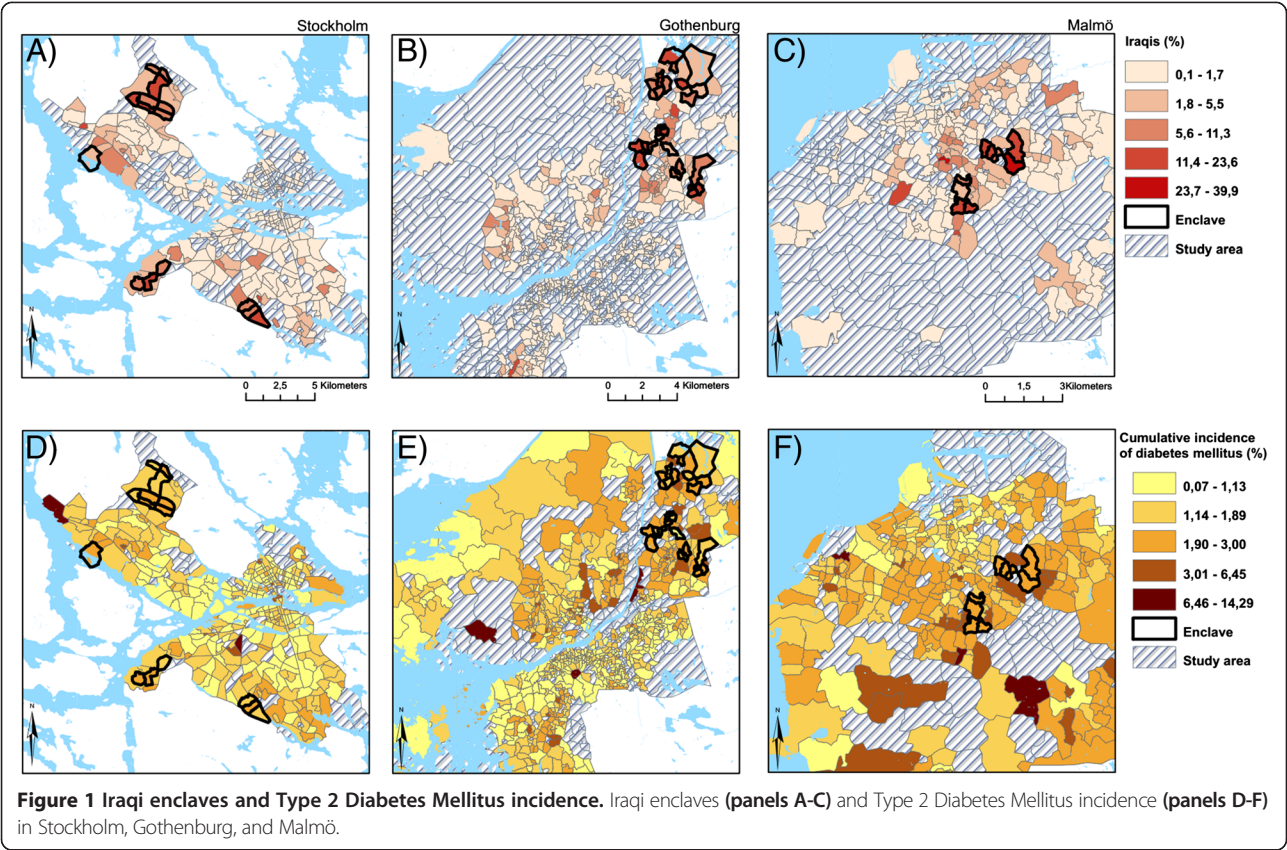 Stockholm
Gothenburg
Malmö
A)
B)
C)
Iraqis (%)
0,1 - 1,7
1,8 - 5,5
5,6 - 11,3
11,4 - 23,6
23,7 - 39,9
Enclave
Study area
N
N
N
0 2,5 5 Kilometers
0 2 4 Kilometers
0 1,5 3Kilometers
D)
E)
F)
Cumulative incidence
of diabetes mellitus (%)
0,07 - 1,13
1,14 - 1,89
1,90 - 3,00
3,01 - 6,45
6,46 - 14,29
Enclave
Study area
N
N
N
Figure 1 Iraqi enclaves and Type 2 Diabetes Mellitus incidence. Iraqi enclaves (panels A-C) and Type 2 Diabetes Mellitus incidence (panels D-F)
in Stockholm, Gothenburg, and Malmö.